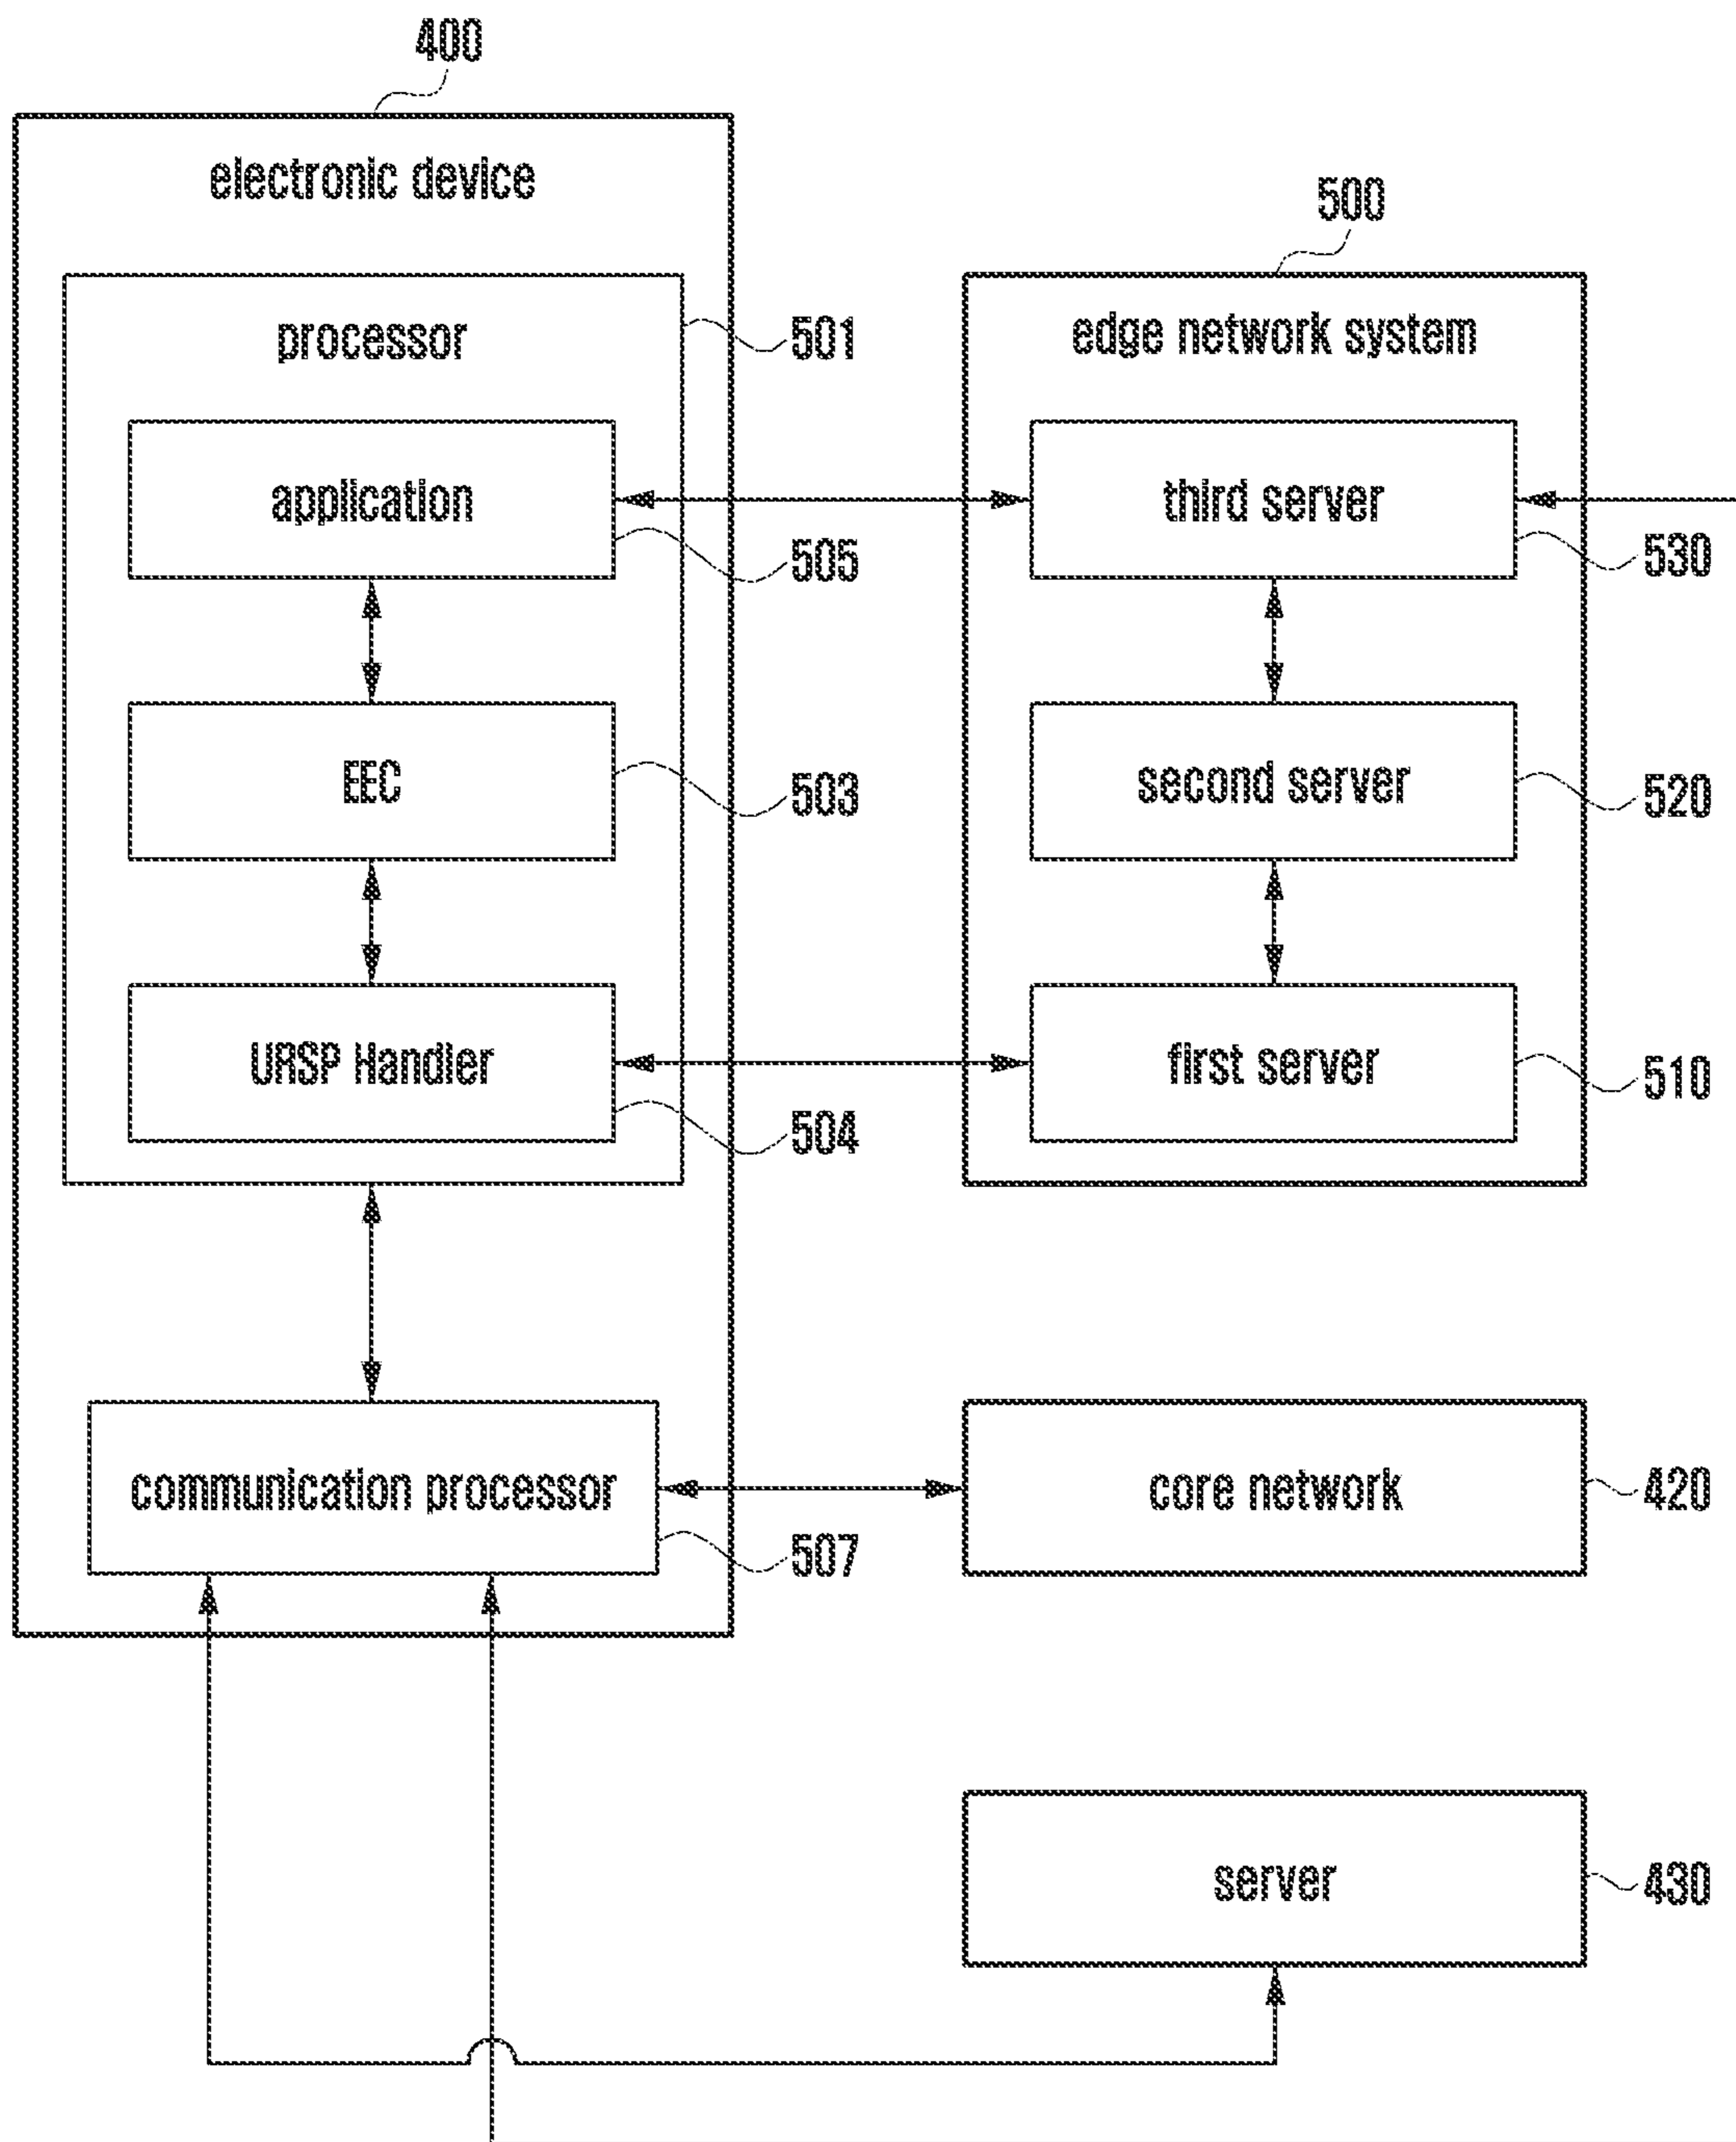 400
electronic device
500
processor
501
edge network system
application
505
third server
530
EEC
503
second server
520
URSP Handler
504
first server
510
communication processor
507
core network
420
server
430